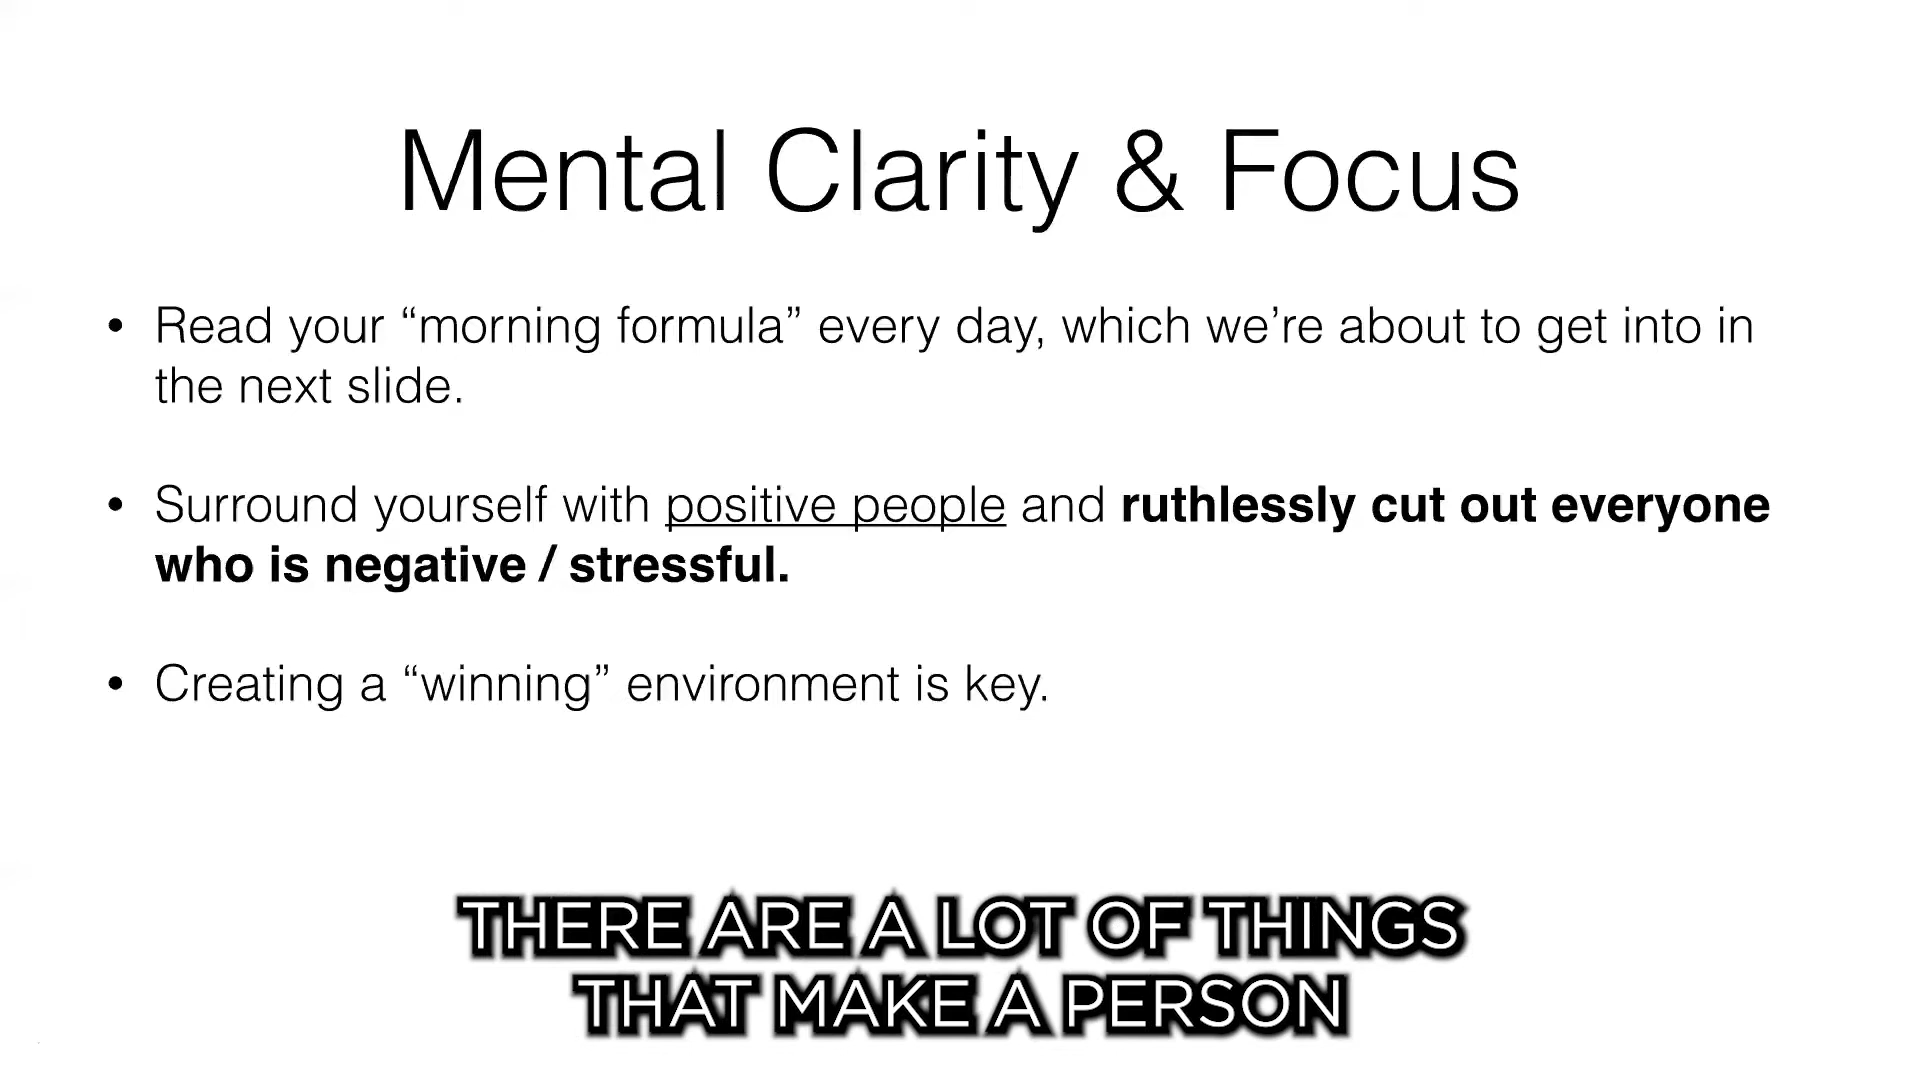 Mental Clarity & Focus
• Read your “morning formula” every day, which we’re about to get into in
the next slide.
• Surround yourself with positive people and ruthlessly cut out everyone
who is negative / stressful.
• Creating a “winning” environment is key.
THERE ARE A LOT OF THINGS
THAT MAKE A PERSON